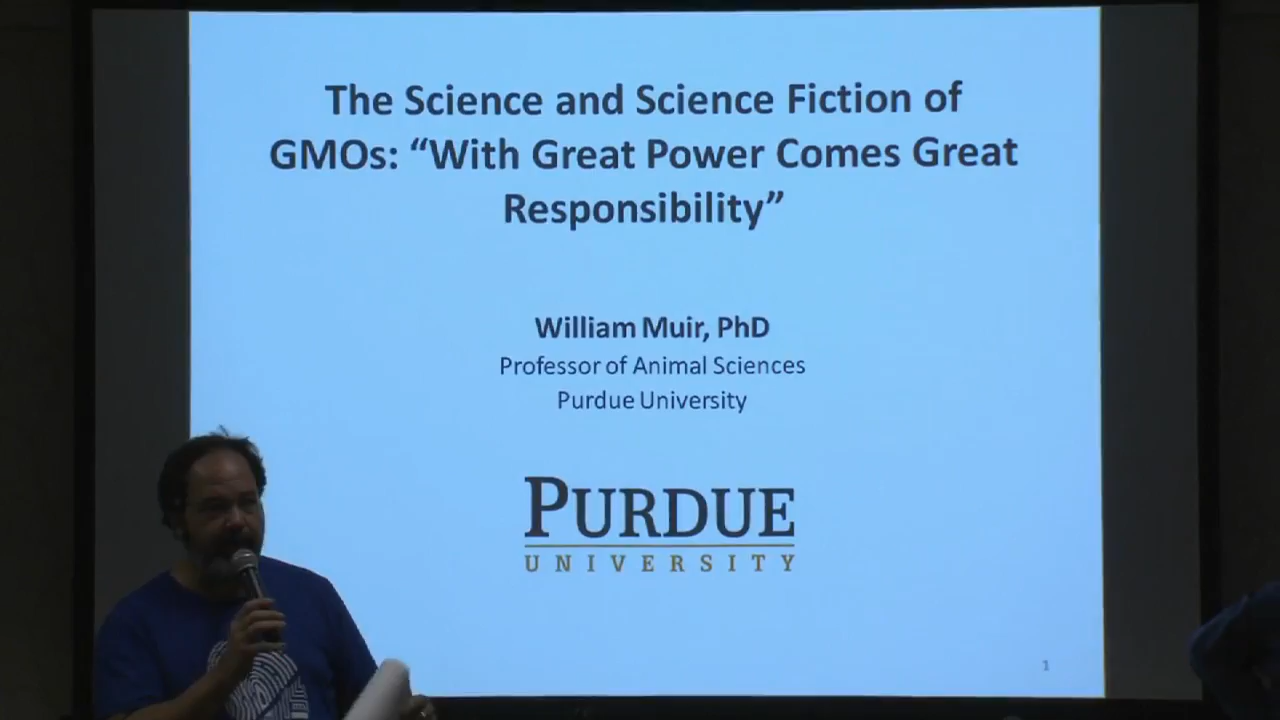 The Science and Science Fiction of
GMOs: “With Great Power Comes Great
Responsibility”
William Muir, PhD
Professor of Animal Sciences
Purdue University
PURDUE
UNIVERSITY
1